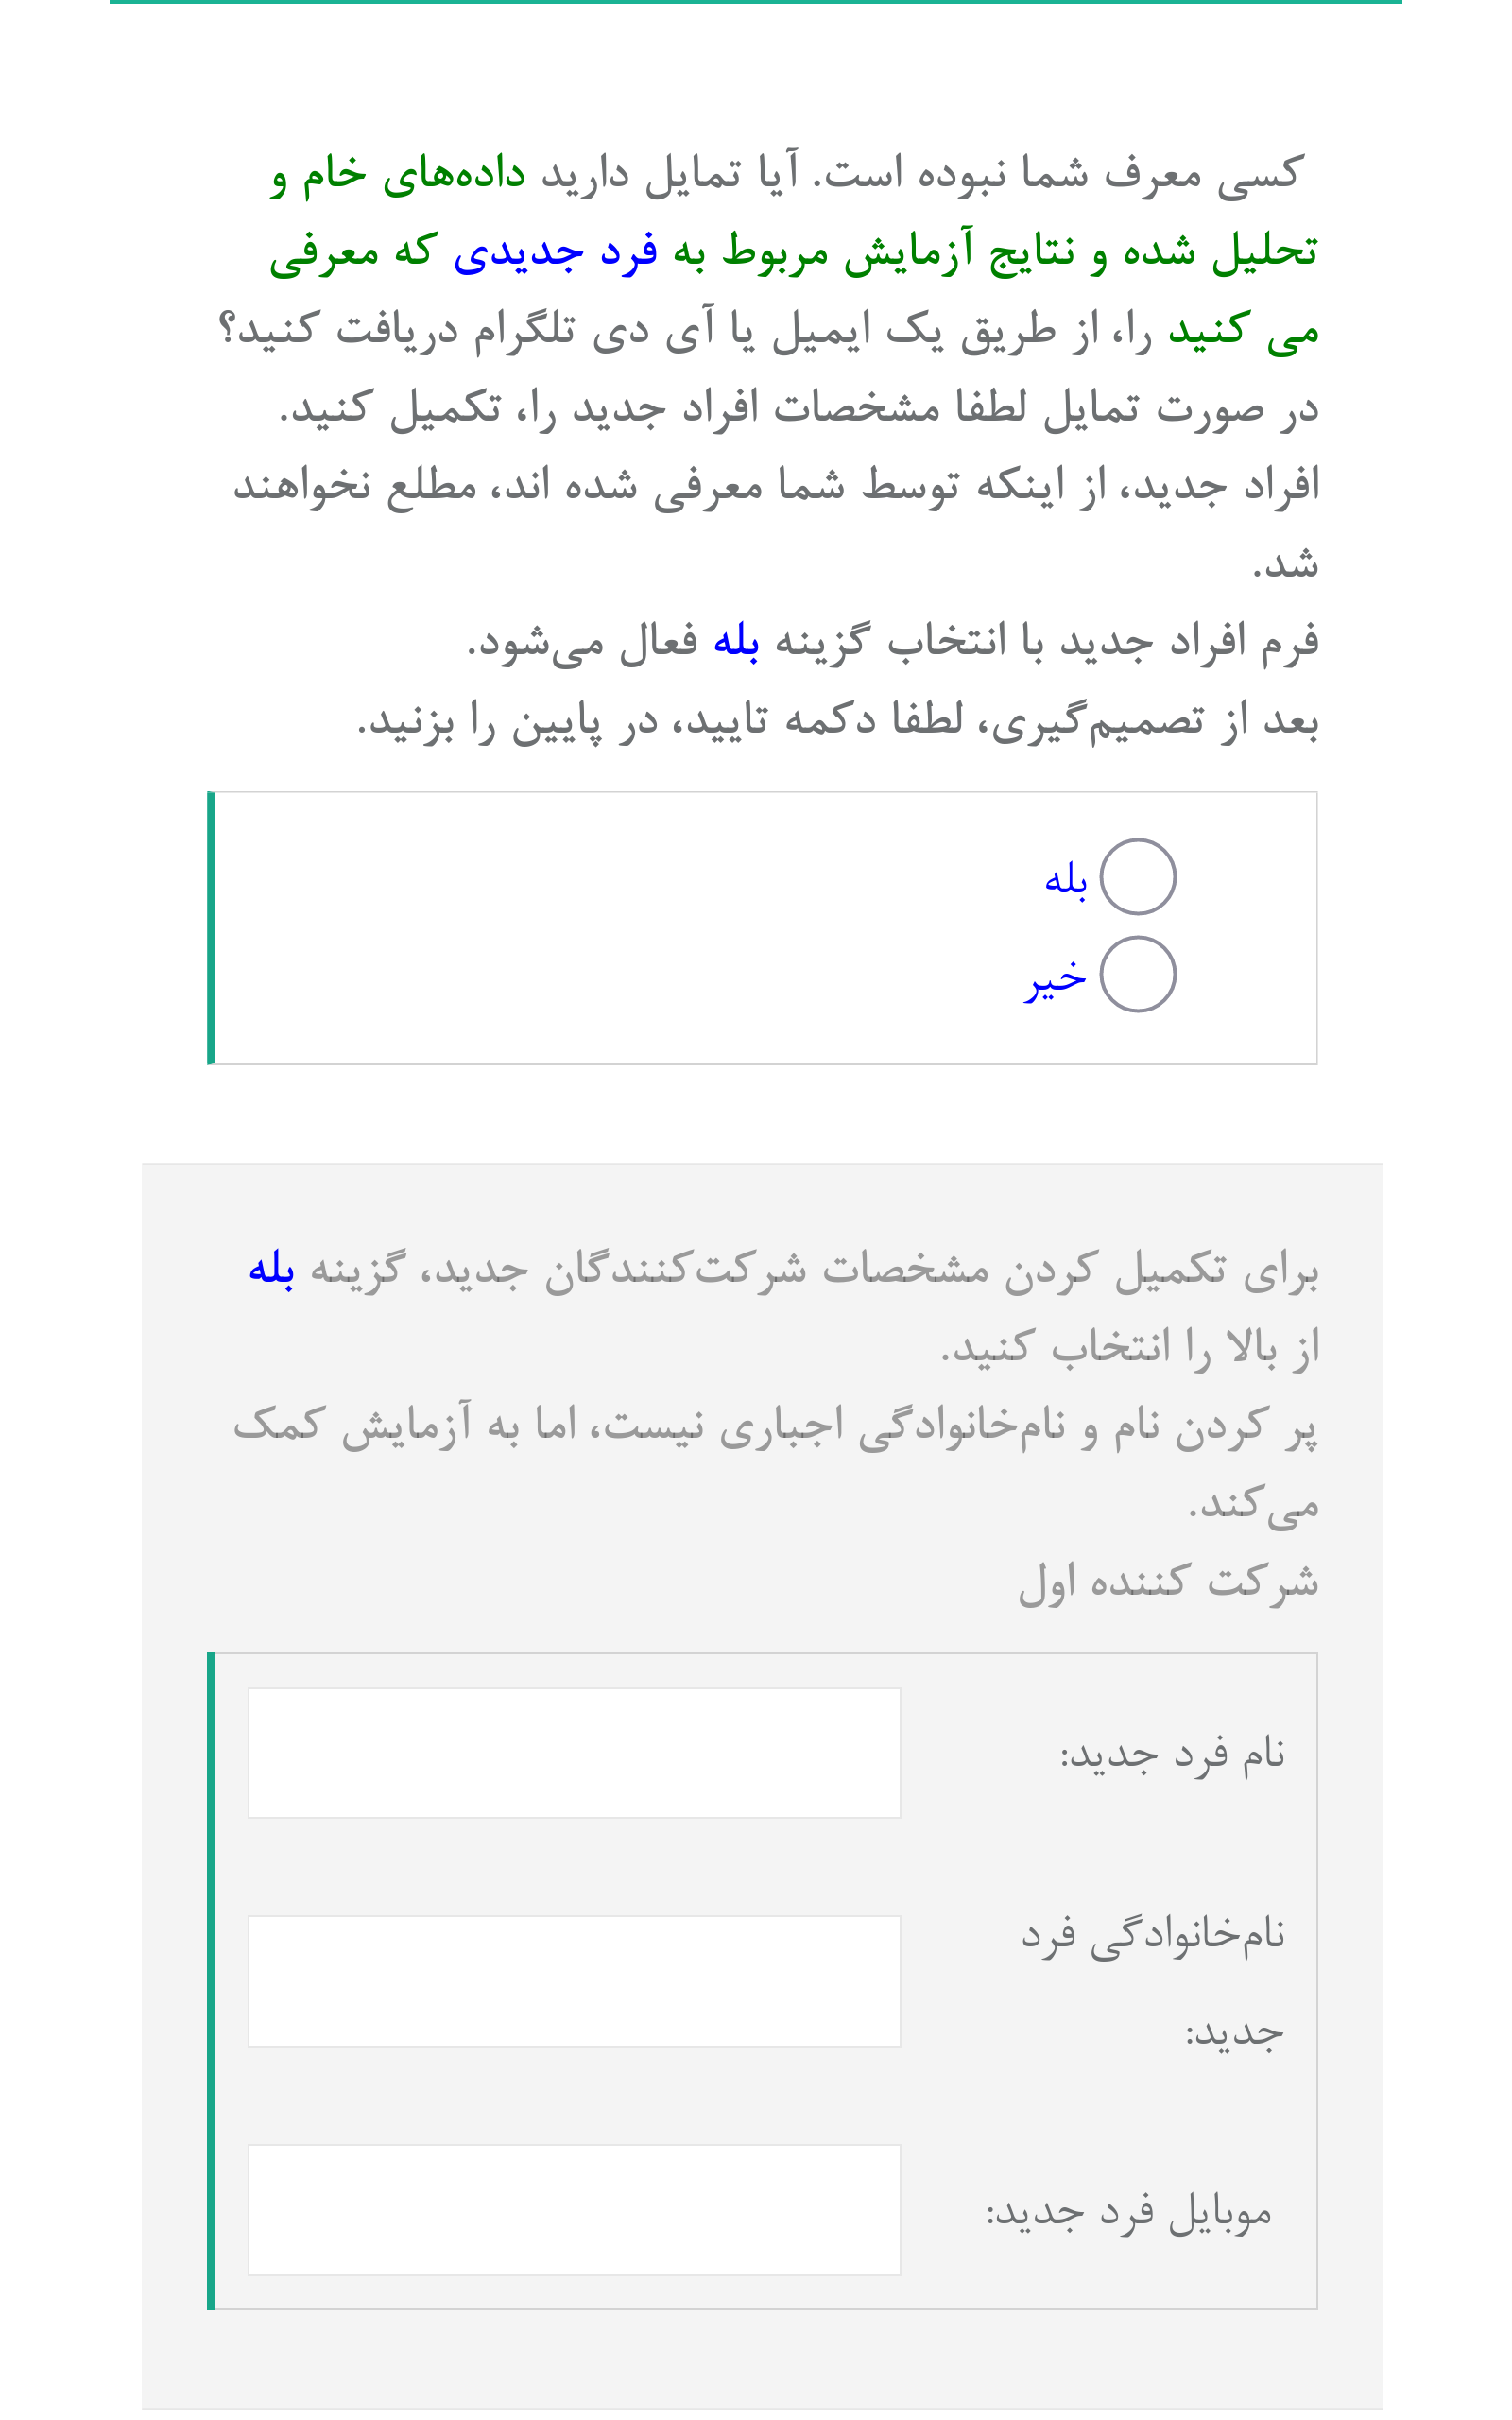 کسی معرف شما نبوده است. آیا تمایل دارید داده‌های خام و
تحلیل شده و نتایج آزمایش مربوط به فرد جدیدی که معرفی
می کنید را، از طریق یک ایمیل یا آی دی تلگرام دریافت کنید؟
در صورت تمایل لطفا مشخصات افراد جدید را، تکمیل کنید.
افراد جدید، از اینکه توسط شما معرفی شده اند، مطلع نخواهند
شد.
فرم افراد جدید با انتخاب گزینه بله فعال می‌شود.
بعد از تصمیم‌گیری، لطفا دکمه تایید، در پایین را بزنید.
بله
خیر
برای تکمیل کردن مشخصات شرکت‌کنندگان جدید، گزینه بله
از بالا را انتخاب کنید.
پر کردن نام و نام‌خانوادگی اجباری نیست، اما به آزمایش کمک
می‌کند.
شرکت کننده اول
نام فرد جدید:
نام‌خانوادگی فرد
جدید:
موبایل فرد جدید: